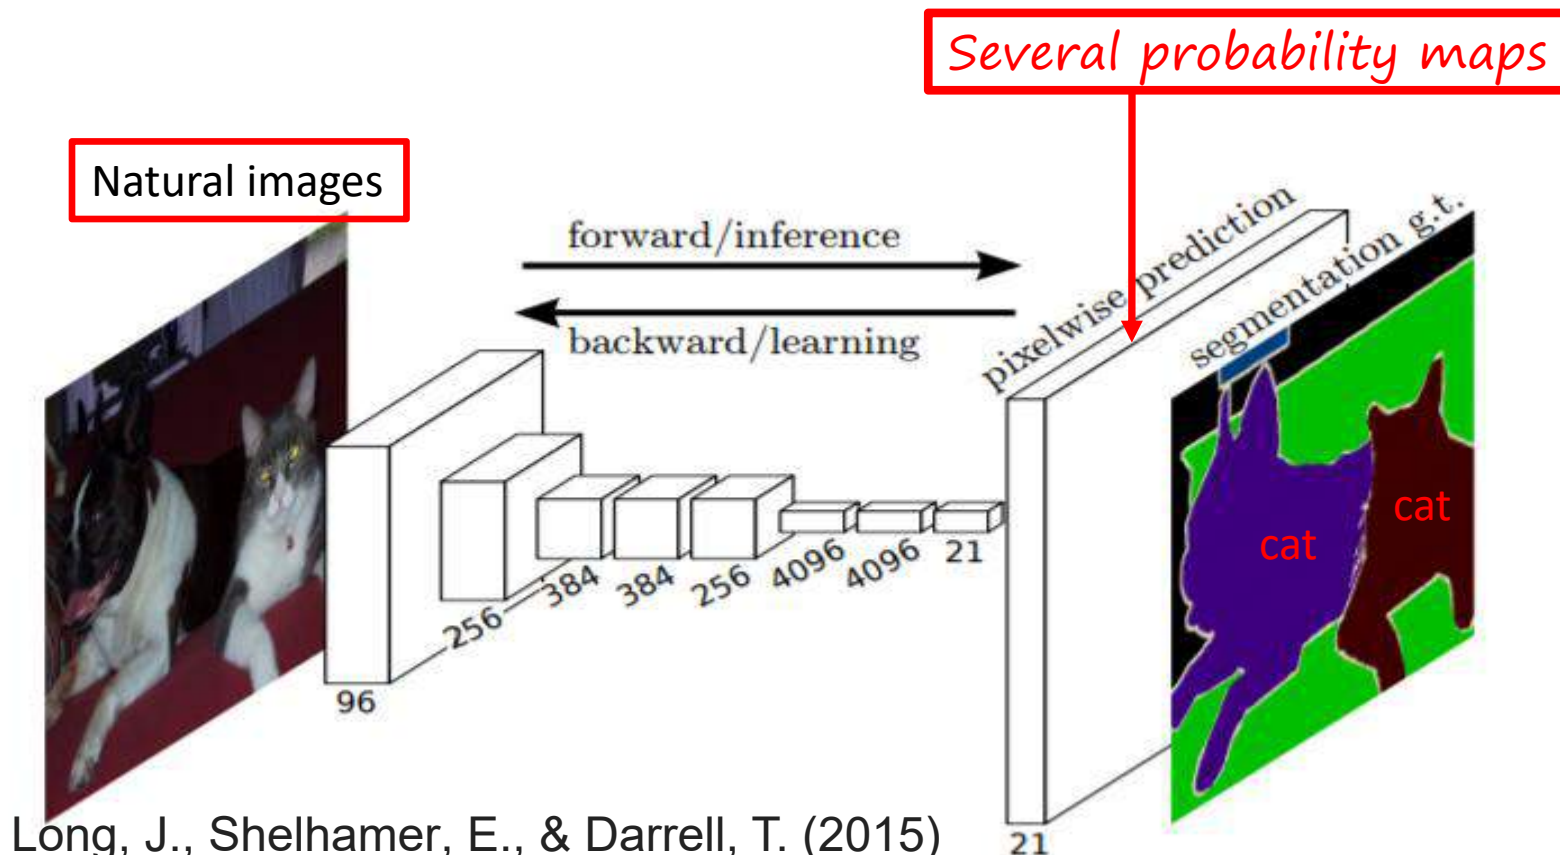 Several probability maps
Natural images
forward/inference
backward/learning
pixelwise prediction
segmentation g.t.
cat
cat
96
256
384
384
256
4096
4096
21
21
Long, J., Shelhamer, E., & Darrell, T. (2015)